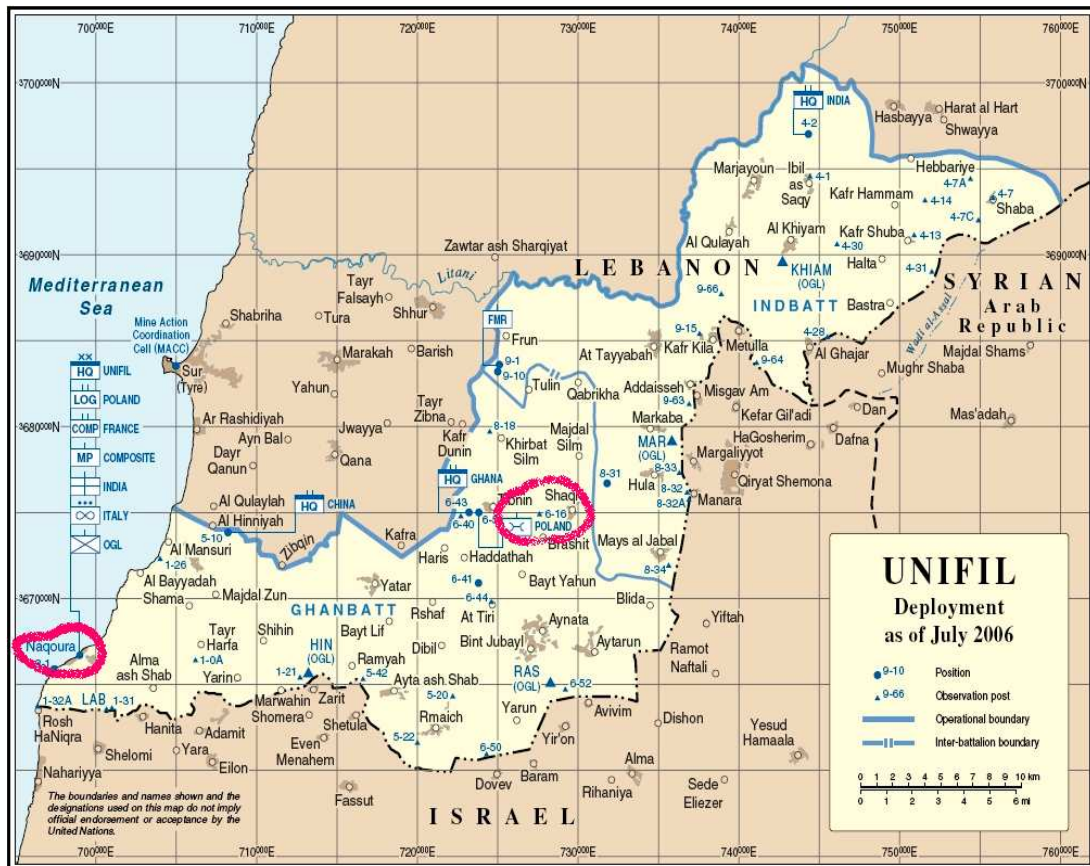 700000E
710000E
720000E
730000E
740000E
750000E
760000E
3700000N
3700000N
HQ INDIA
4-2
Hasbayya
Harat al Hart
Shwayya
Marjayoun
Ibil
as
Saqy
4-1
Hebbariye
4-7A
4-7
Kafr Hammam
4-14
Shaba
4-7C
Al Qulayah
Al Khiyam
Kafr Shuba
4-13
4-30
Zawtar ash Sharqiyat
3690000N
3690000N
LEBANON
KHIAM
(OGL)
Halta
4-31
SYRIAN
Arab
Republic
Litani
INDBATT
Bastra
Wadi al-Assal
9-66
Mediterranean
Sea
Tayr
Falsayh
Shhur
Shabriha
Tura
FMR
Mine Action
Coordination
Cell (MACC)
Frun
9-15
4-28
Metulla
Majdal Shams
Marakah
Barish
At Tayyabah
Kafr Kila
Al Ghajar
xx
HQ UNIFIL
Sur
(Tyre)
9-1
9-10
9-64
Mughr Shaba
LOG POLAND
Yahun
Tulin
Qabrikha
Addaisseh
Misgav Am
9-63
Tayr
Zibna
Kefar Gil'adi
Dan
Mas'adah
3680000N
3680000N
COMP FRANCE
Ar Rashidiyah
Jwayya
8-18
Markaba
Dafna
MP COMPOSITE
Ayn Bal
Kafr
Dunin
Khirbat
Silm
Majdal
Silm
MAR
(OGL)
HaGosherim
Dayr
Qanun
Qana
Margaliyyot
INDIA
HQ GHANA
8-31
8-33
Hula
Qiryat Shemona
ITALY
Al Qulaylah
HQ CHINA
6-43
Tibnin
Shaqra
8-32
8-32A
Manara
OGL
Al Hinniyah
6-40
6-16
POLAND
5-10
Zibqin
Kafra
Brashit
Al Mansuri
Haris
Haddathah
Mays al Jabal
1-26
8-34
Al Bayyadah
Yatar
6-41
Bayt Yahun
3670000N
3670000N
Shama
Majdal Zun
6-44
Blida
GHANBATT
Rshaf
At Tiri
Yiftah
Naqoura
Tayr
Harfa
Shihin
HIN
(OGL)
Bayt Lif
Dibil
Aynata
Bint Jubayl
Aytarun
Ramot
Naftali
1-0A
Ramyah
Alma
ash Shab
Yarin
1-21
5-42
Ayta ash Shab
RAS
(OGL)
6-52
1-32A
LAB
1-31
Marwahin
Zarit
5-20
Avivim
Rosh
HaNiqra
Shomera
Shetula
Rmaich
Yarun
Dishon
Hanita
Adamit
Yir'on
5-22
6-50
Even
Menahem
Yesud
Hamaala
Shelomi
Yara
Eilon
Baram
Alma
Nahariyya
Dovev
Rihaniya
Sede
Eliezer
Fassut
ISRAEL
The boundaries and names shown and the
designations used on this map do not imply
official endorsement or acceptance by the
United Nations.
UNIFIL
Deployment
as of July 2006
9-10 Position
9-66 Observation post
Operational boundary
Inter-battalion boundary
0 1 2 3 4 5 6 7 8 9 10 km
0 1 2 3 4 5 6 mi
700000E
710000E
720000E
730000E
740000E
750000E
760000E